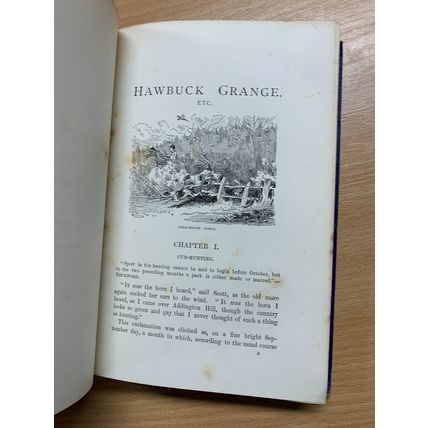 HAWBUCK GRANGE.
ETC.
CHAPTER I.
CUB-HUNTING.
"Sport in fox hunting cannot be said to begin before October, but
in the two preceding months a pack is either made or marred."—
BECKFORD.
"It was the horn I heard," said Scott, as the old mare
again cocked her ears to the wind. "It was the horn I
heard, as I came over Addington Hill, though the country
looks so green and gay that I never thought of such a thing
as hunting."
This exclamation was elicited as, on a fine bright Sep-
tember day, a month in which, according to the usual course